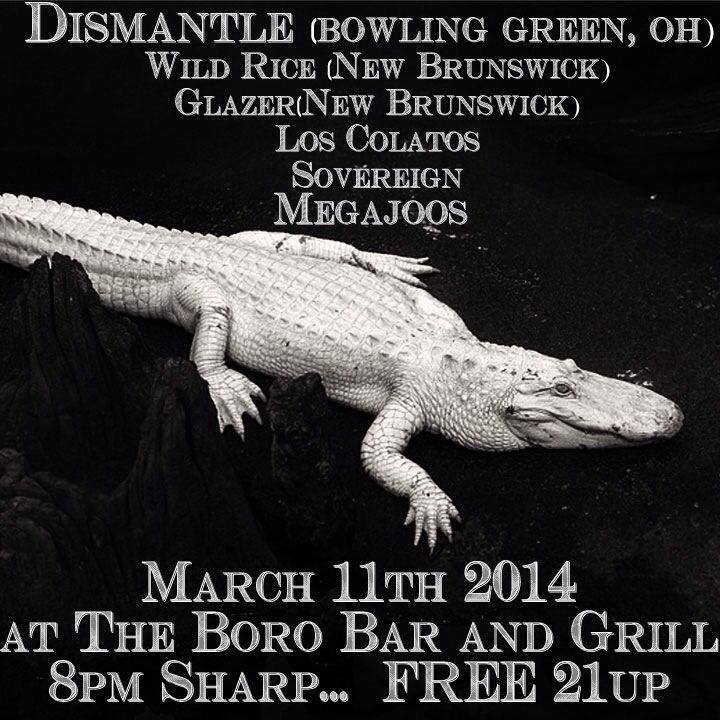 Dismantle (bowling green, oh)
Wild Rice (New Brunswick)
Glazer(New Brunswick)
Los Colatos
Sovereign
Megajoos
March 11th 2014
at The Boro Bar and Grill
8pm Sharp... FREE 21up